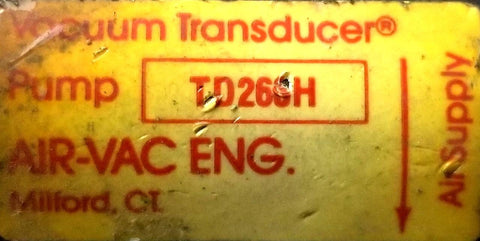 Vacuum Transducer®
Pump TD260H
AIR-VAC ENG.
Milford, CT.
Air Supply